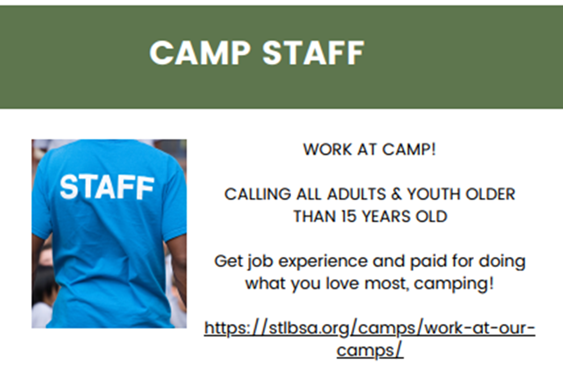 CAMP STAFF
STAFF
WORK AT CAMP!
CALLING ALL ADULTS & YOUTH OLDER
THAN 15 YEARS OLD
Get job experience and paid for doing
what you love most, camping!
https://stlbsa.org/camps/work-at-our-
camps/